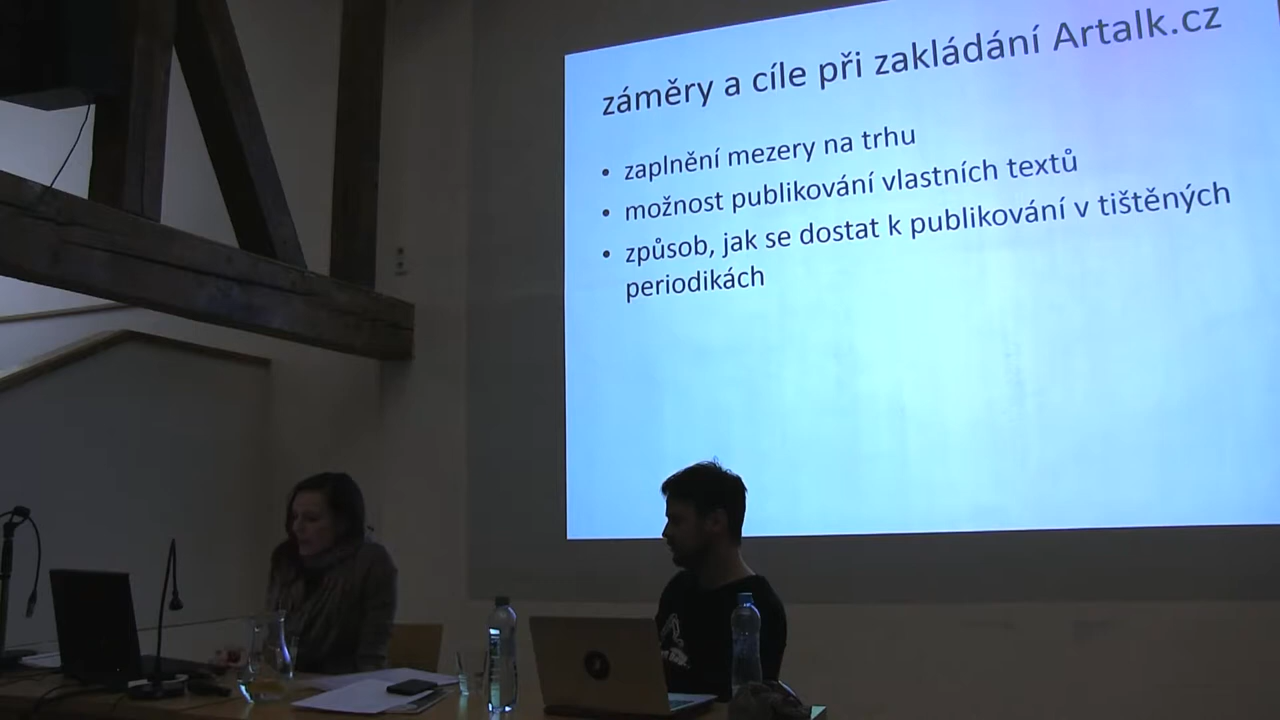 záměry a cíle při zakládání Artalk.cz
• zaplnění mezery na trhu
• možnost publikování vlastních textů
• způsob, jak se dostat k publikování v tištěných
periodikách